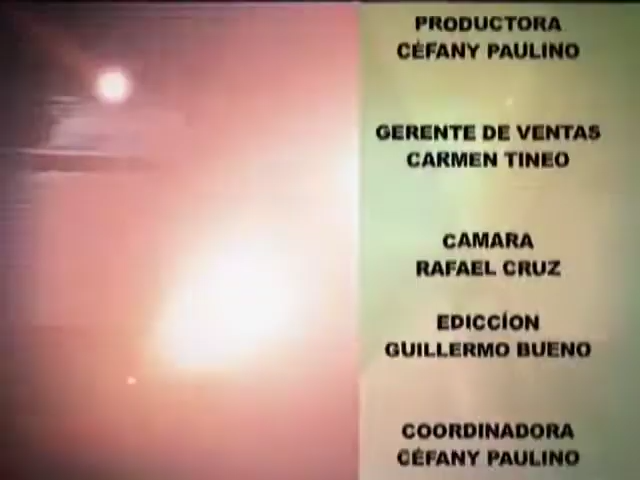 PRODUCTORA
CÉFANY PAULINO
GERENTE DE VENTAS
CARMEN TINEO
CAMARA
RAFAEL CRUZ
EDICCÍON
GUILLERMO BUENO
COORDINADORA
CÉFANY PAULINO